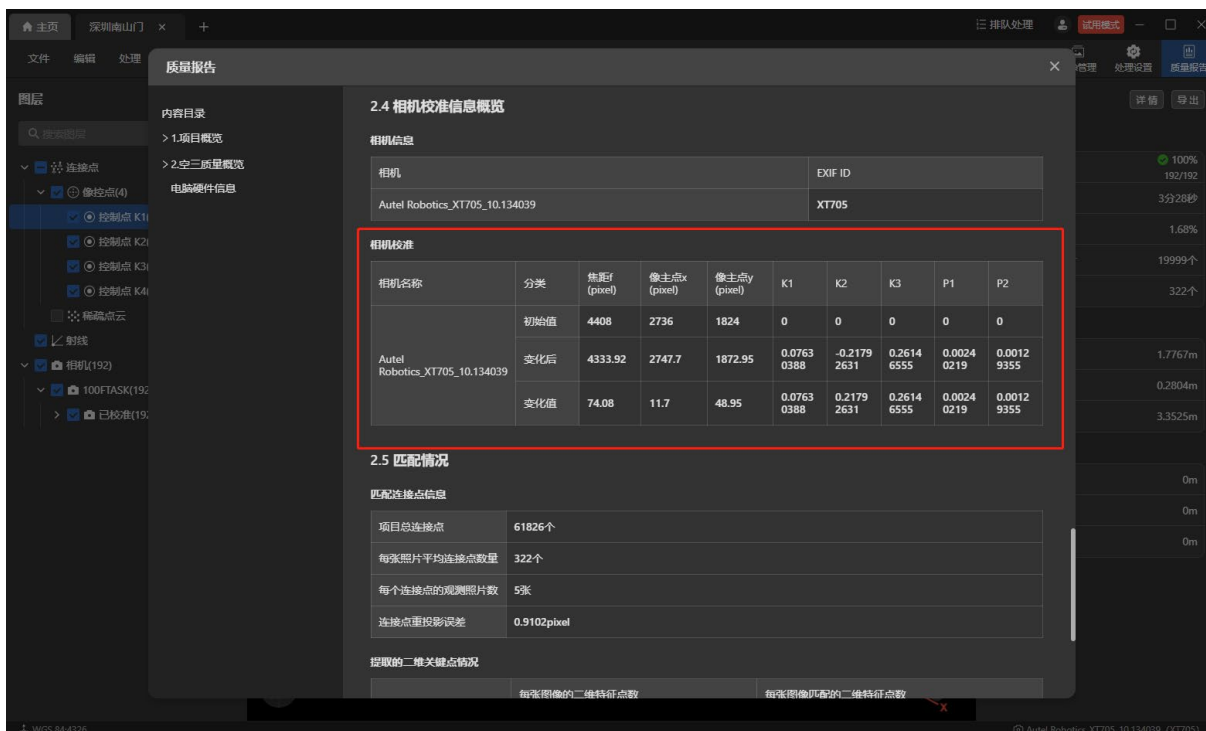 主页
深圳南山门 × +
排队处理
试用模式
文件 编辑 处理
处理设置 质量报告
质量报告
图层
详情 导出
搜索图层
内容目录
> 1.项目概览
> 2.空三质量概览
电脑硬件信息
连接点
像控点(4)
控制点 K1
控制点 K2
控制点 K3
控制点 K4
稀疏点云
射线
相机(192)
100FTASK(192
已校准(19
2.4 相机校准信息概览
相机信息
相机 EXIF ID
Autel Robotics_XT705_10.134039 XT705
相机校准
相机名称 分类 焦距f (pixel) 像主点x (pixel) 像主点y (pixel) K1 K2 K3 P1 P2
初始值 4408 2736 1824 0 0 0 0 0
Autel Robotics_XT705_10.134039
变化后 4333.92 2747.7 1872.95 0.07630388 -0.21792631 0.26146555 0.00240219 0.00129355
变化值 74.08 11.7 48.95 0.07630388 0.21792631 0.26146555 0.00240219 0.00129355
2.5 匹配情况
匹配连接点信息
项目总连接点 61826个
每张照片平均连接点数量 322个
每个连接点的观测照片数 5张
连接点重投影误差 0.9102pixel
提取的二维关键点情况
每张图像的二维特征点数 每张图像匹配的二维特征点数
100%
192/192
3分28秒
1.68%
19999个
322个
1.7767m
0.2804m
3.3525m
0m
0m
0m
X
WGS 84:4326
Autel Robotics_XT705_10.134039 (XT705)